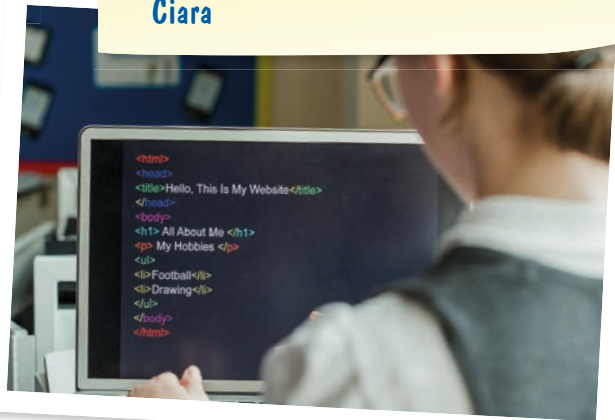 Ciara
<html>
<head>
<title>Hello, This Is My Website</title>
</head>
<body>
<h1> All About Me </h1>
<p> My Hobbies </p>
<ul>
<li>Football</li>
<li>Drawing</li>
</ul>
</body>
</html>